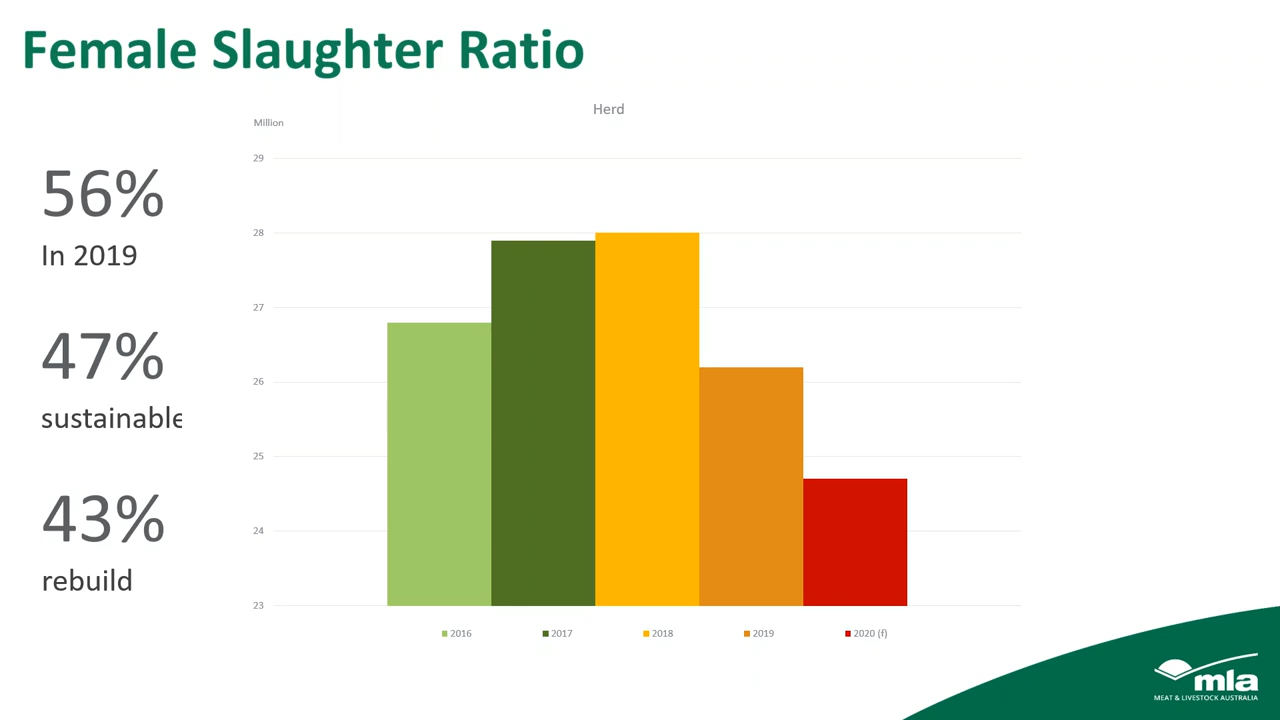 Female Slaughter Ratio
Herd
Million
56%
In 2019
47%
sustainable
43%
rebuild
29
28
27
26
25
24
23
2016
2017
2018
2019
2020 (f)
mla
MEAT & LIVESTOCK AUSTRALIA